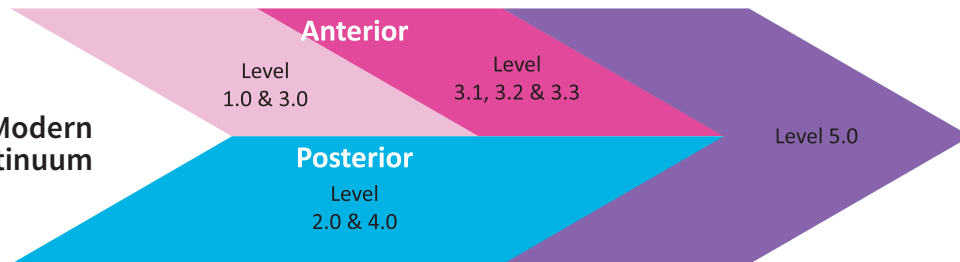 Anterior
Level
1.0 & 3.0
Level
3.1, 3.2 & 3.3
Modern
Level 5.0
Posterior
Level
2.0 & 4.0